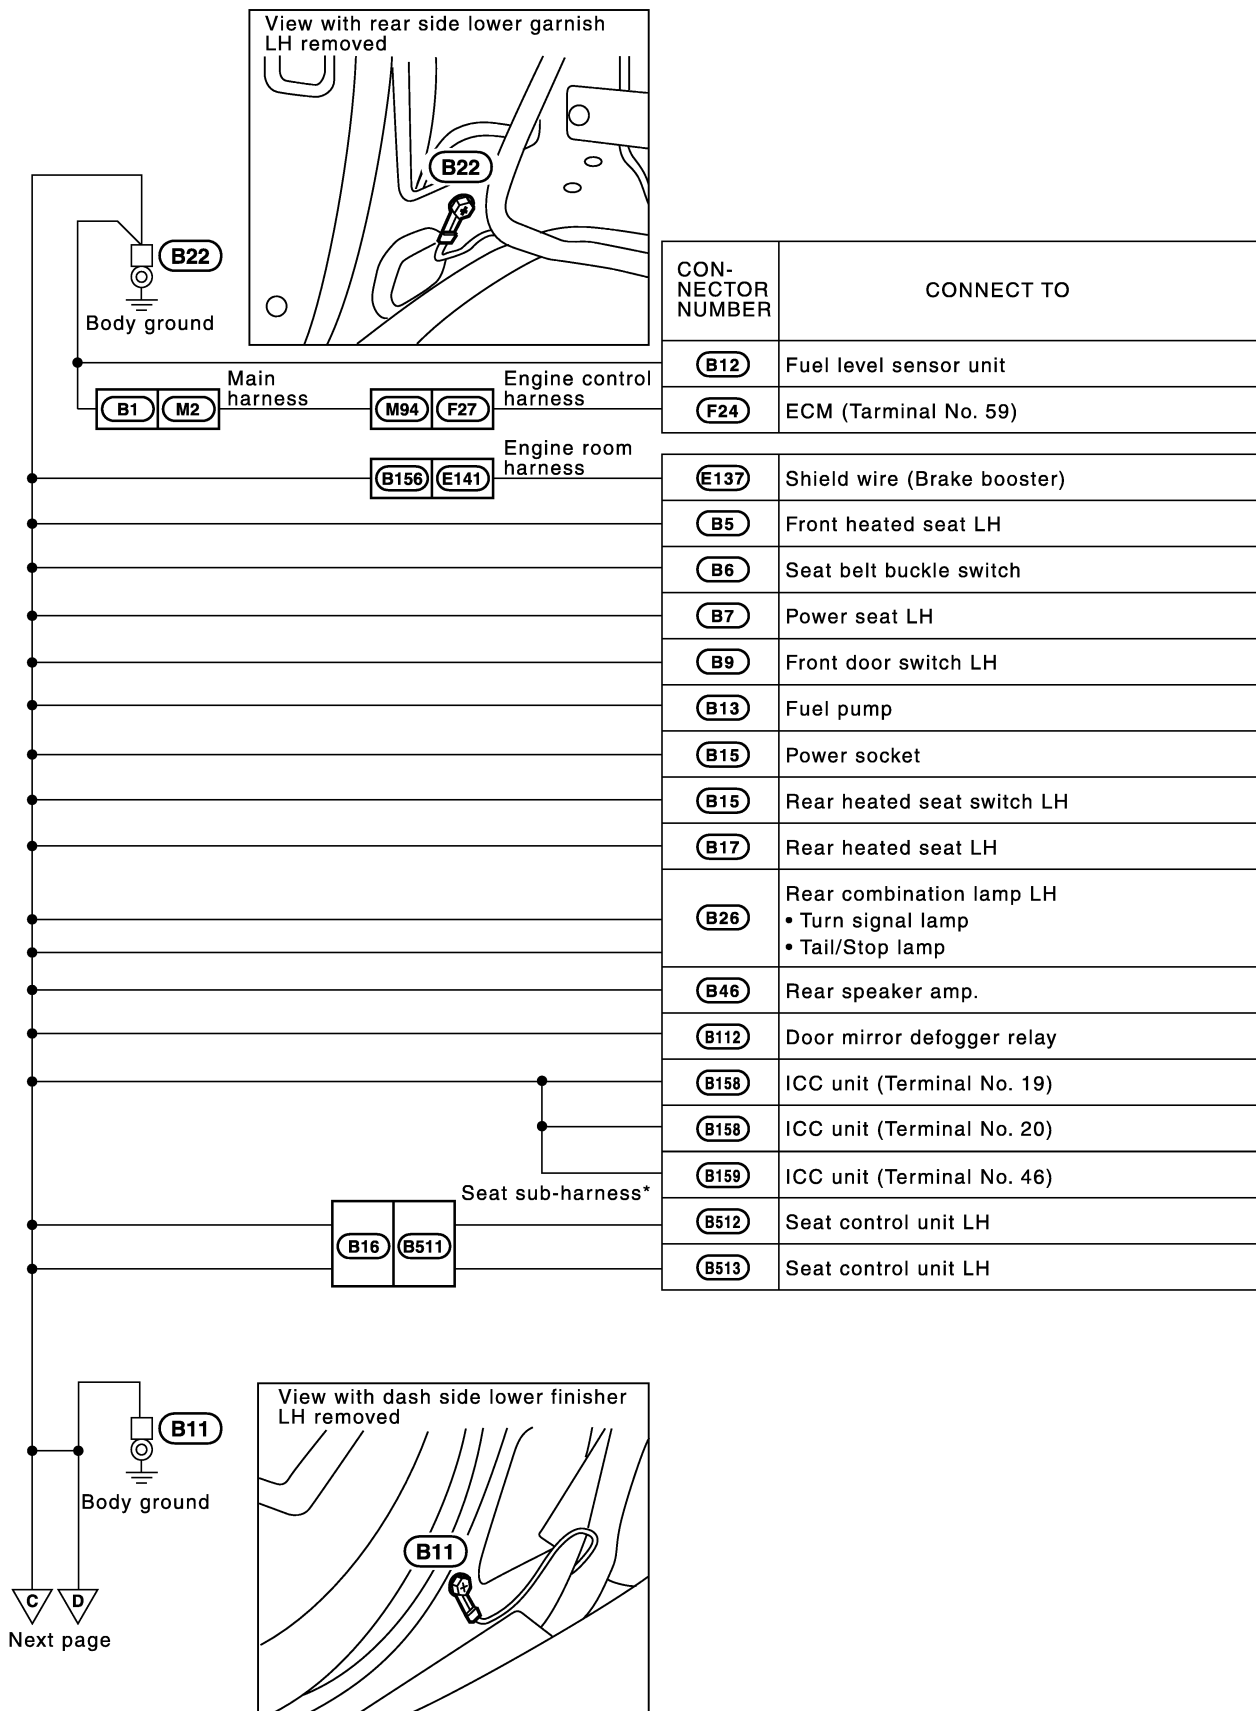 View with rear side lower garnish
LH removed
B22
B22
Body ground
CON-
NECTOR
NUMBER
CONNECT TO
B12
Fuel level sensor unit
B1
M2
Main
harness
M94
F27
Engine control
harness
F24
ECM (Tarminal No. 59)
B156
E141
Engine room
harness
E137
Shield wire (Brake booster)
B5
Front heated seat LH
B6
Seat belt buckle switch
B7
Power seat LH
B9
Front door switch LH
B13
Fuel pump
B15
Power socket
B15
Rear heated seat switch LH
B17
Rear heated seat LH
B26
Rear combination lamp LH
• Turn signal lamp
• Tail/Stop lamp
B46
Rear speaker amp.
B112
Door mirror defogger relay
B158
ICC unit (Terminal No. 19)
B158
ICC unit (Terminal No. 20)
B159
ICC unit (Terminal No. 46)
Seat sub-harness*
B16
B511
B512
Seat control unit LH
B513
Seat control unit LH
B11
Body ground
View with dash side lower finisher
LH removed
B11
C
D
Next page